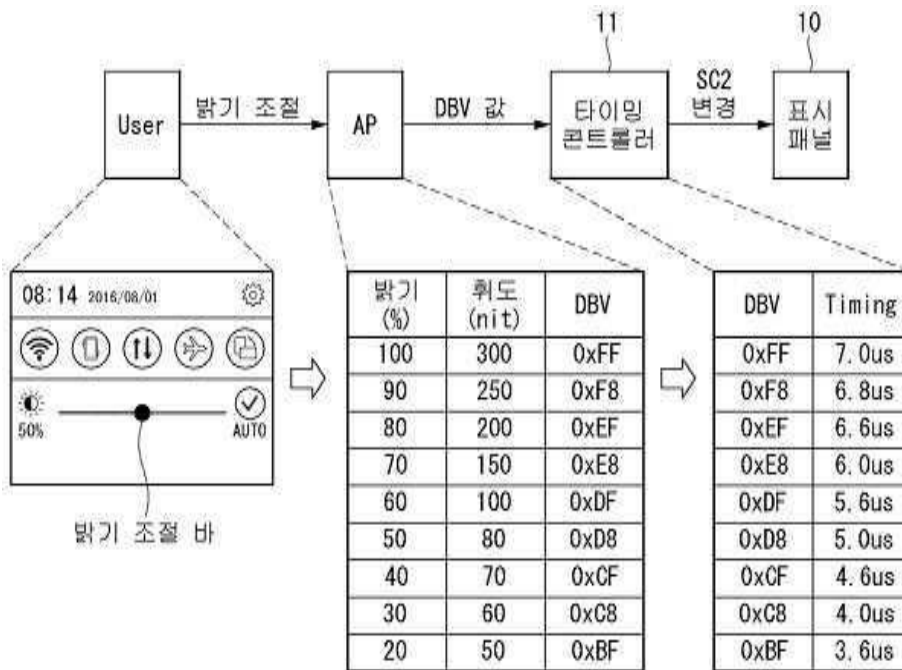 11
10
User
밝기 조절
AP
DBV 값
타이밍
콘트롤러
SC2
변경
표시
패널
08:14 2016/08/01
50%
AUTO
밝기 조절 바
밝기
(%)
휘도
(nit)
DBV
100 300 0xFF
90 250 0xF8
80 200 0xEF
70 150 0xE8
60 100 0xDF
50 80 0xD8
40 70 0xCF
30 60 0xC8
20 50 0xBF
DBV Timing
0xFF 7.0us
0xF8 6.8us
0xEF 6.6us
0xE8 6.0us
0xDF 5.6us
0xD8 5.0us
0xCF 4.6us
0xC8 4.0us
0xBF 3.6us